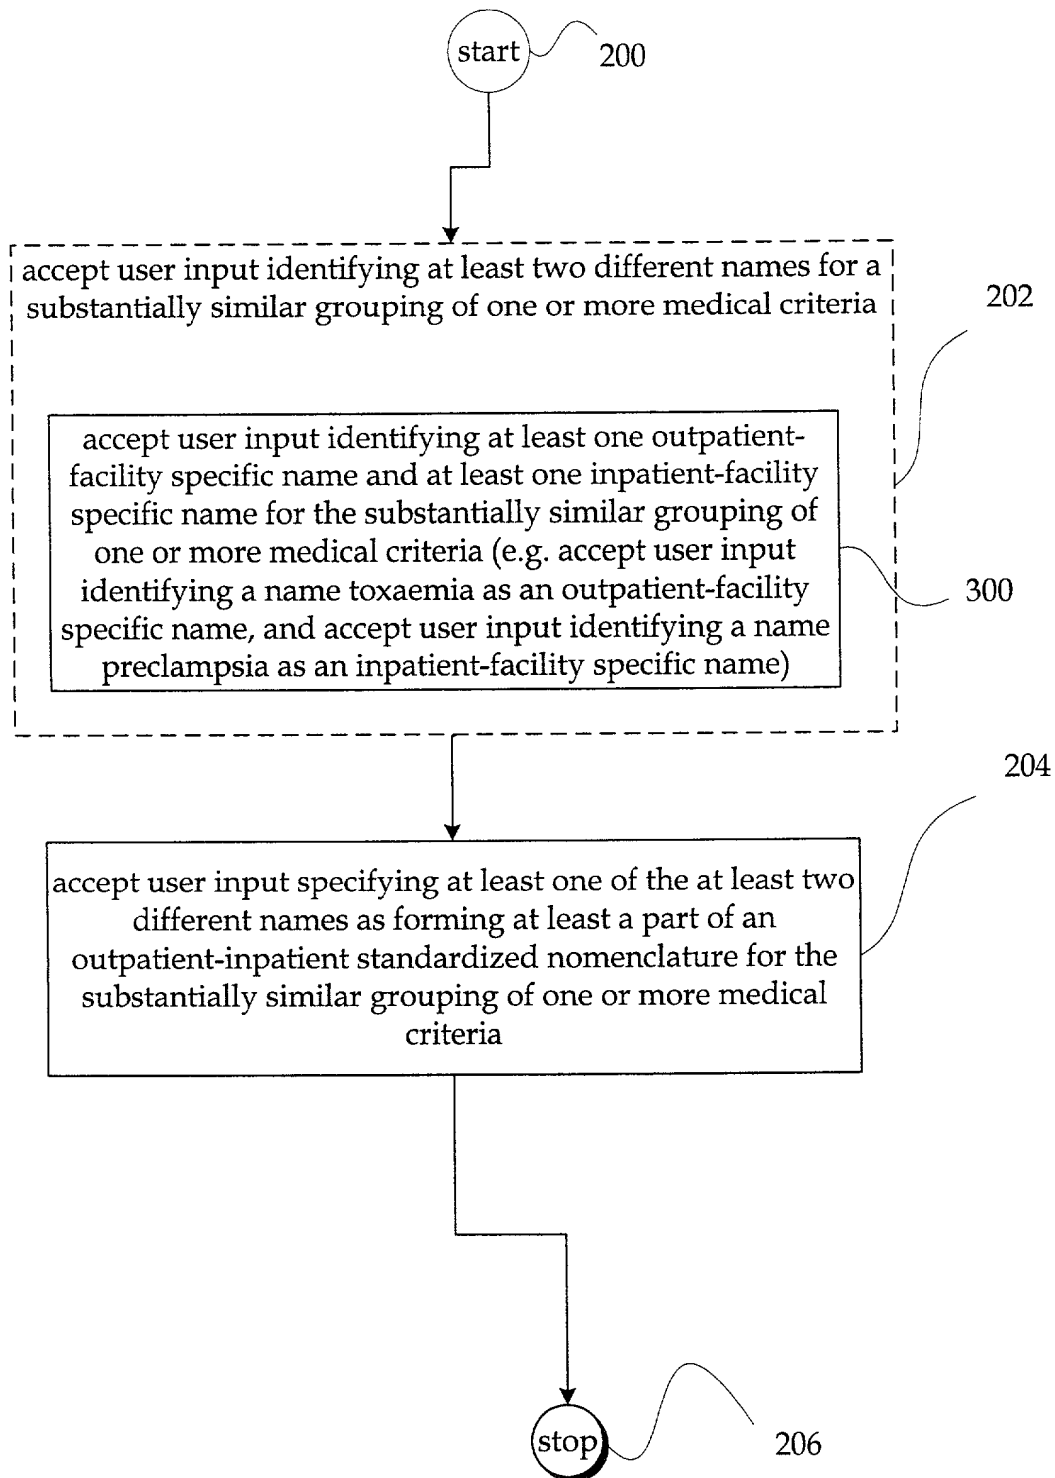 start
200
accept user input identifying at least two different names for a
substantially similar grouping of one or more medical criteria
202
accept user input identifying at least one outpatient-
facility specific name and at least one inpatient-facility
specific name for the substantially similar grouping of
one or more medical criteria (e.g. accept user input
identifying a name toxaemia as an outpatient-facility
specific name, and accept user input identifying a name
preclampsia as an inpatient-facility specific name)
300
204
accept user input specifying at least one of the at least two
different names as forming at least a part of an
outpatient-inpatient standardized nomenclature for the
substantially similar grouping of one or more medical
criteria
stop
206